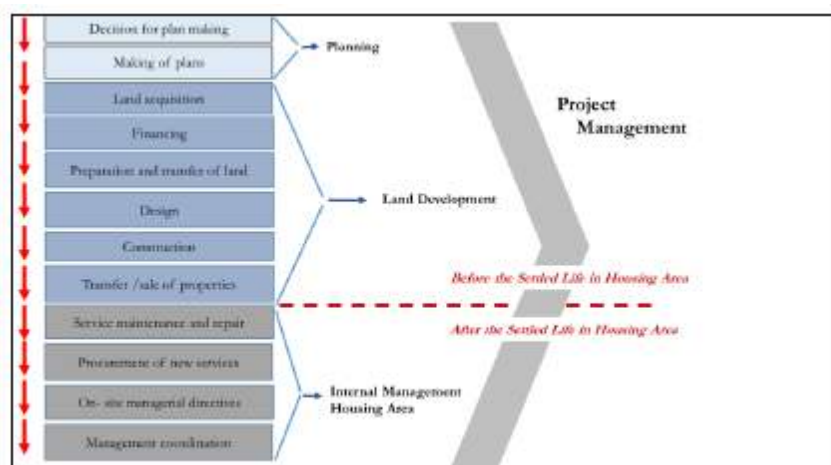 Decision for plan making
Making of plans
Planning
Land acquisition
Financing
Preparation and transfer of land
Design
Construction
Transfer /sale of properties
Land Development
Project
Management
Before the Settled Life in Housing Area
After the Settled Life in Housing Area
Service maintenance and repair
Procurement of new services
On- site managerial directives
Management coordination
Internal Management
Housing Area